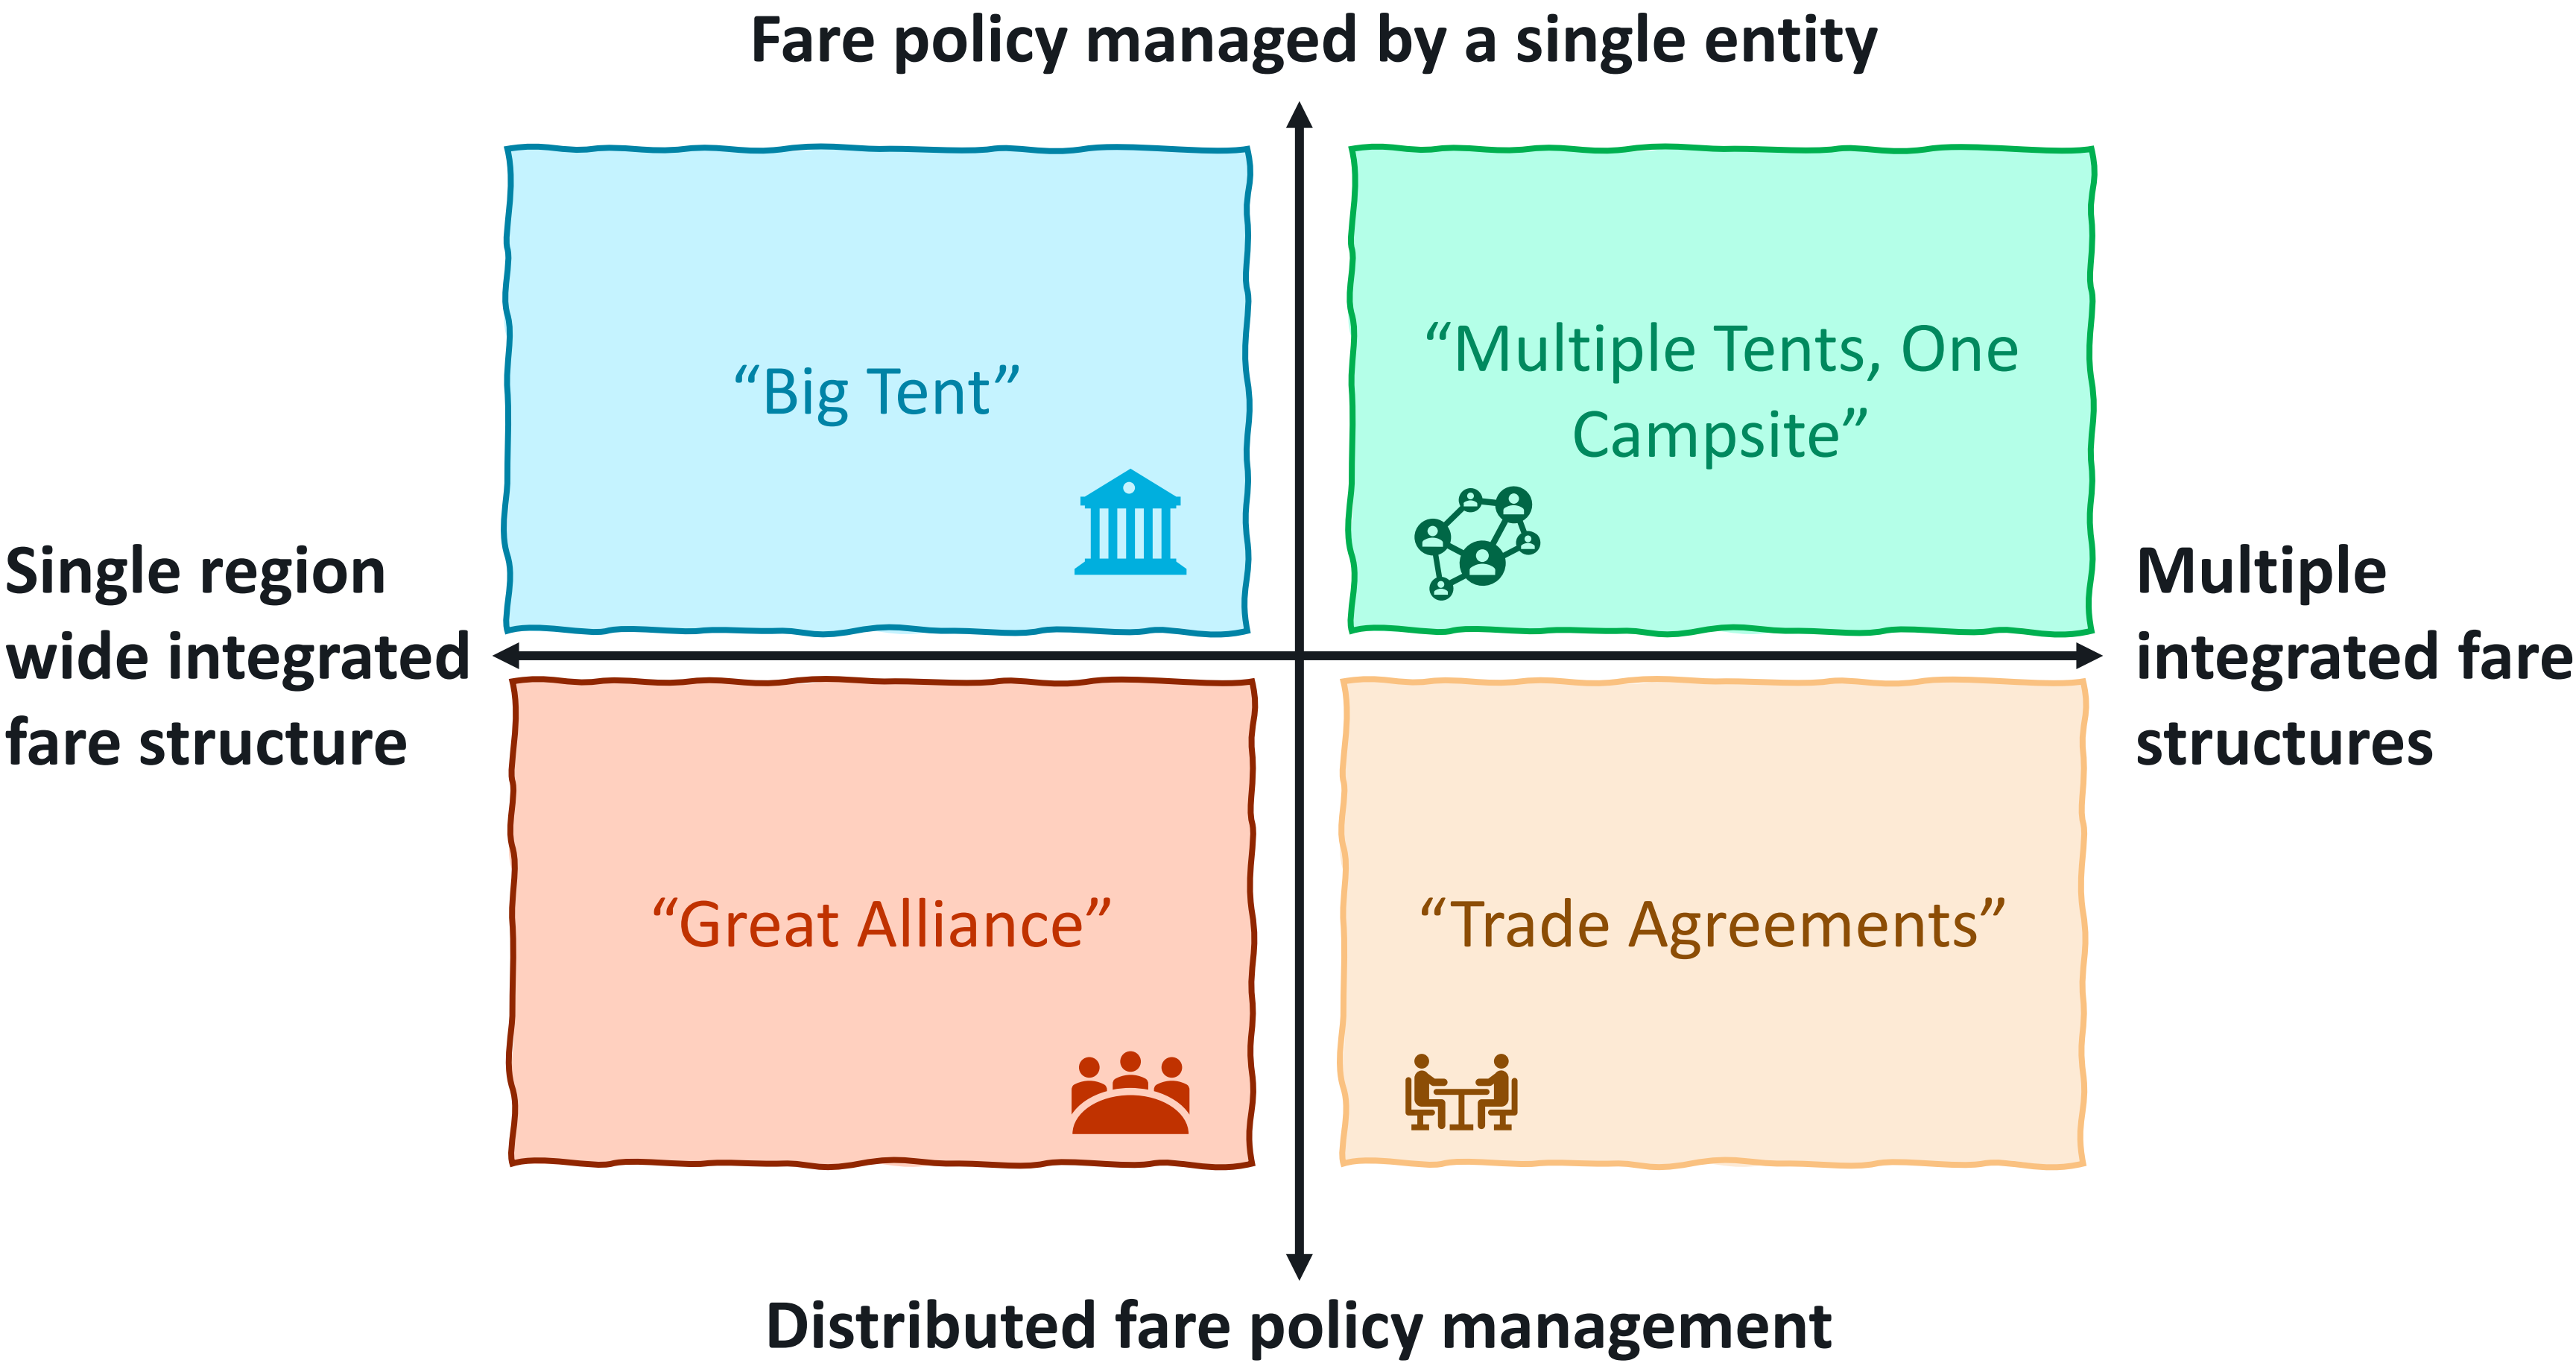 Fare policy managed by a single entity
“Big Tent”
“Multiple Tents, One
Campsite”
Single region
wide integrated
fare structure
Multiple
integrated fare
structures
“Great Alliance”
“Trade Agreements”
Distributed fare policy management